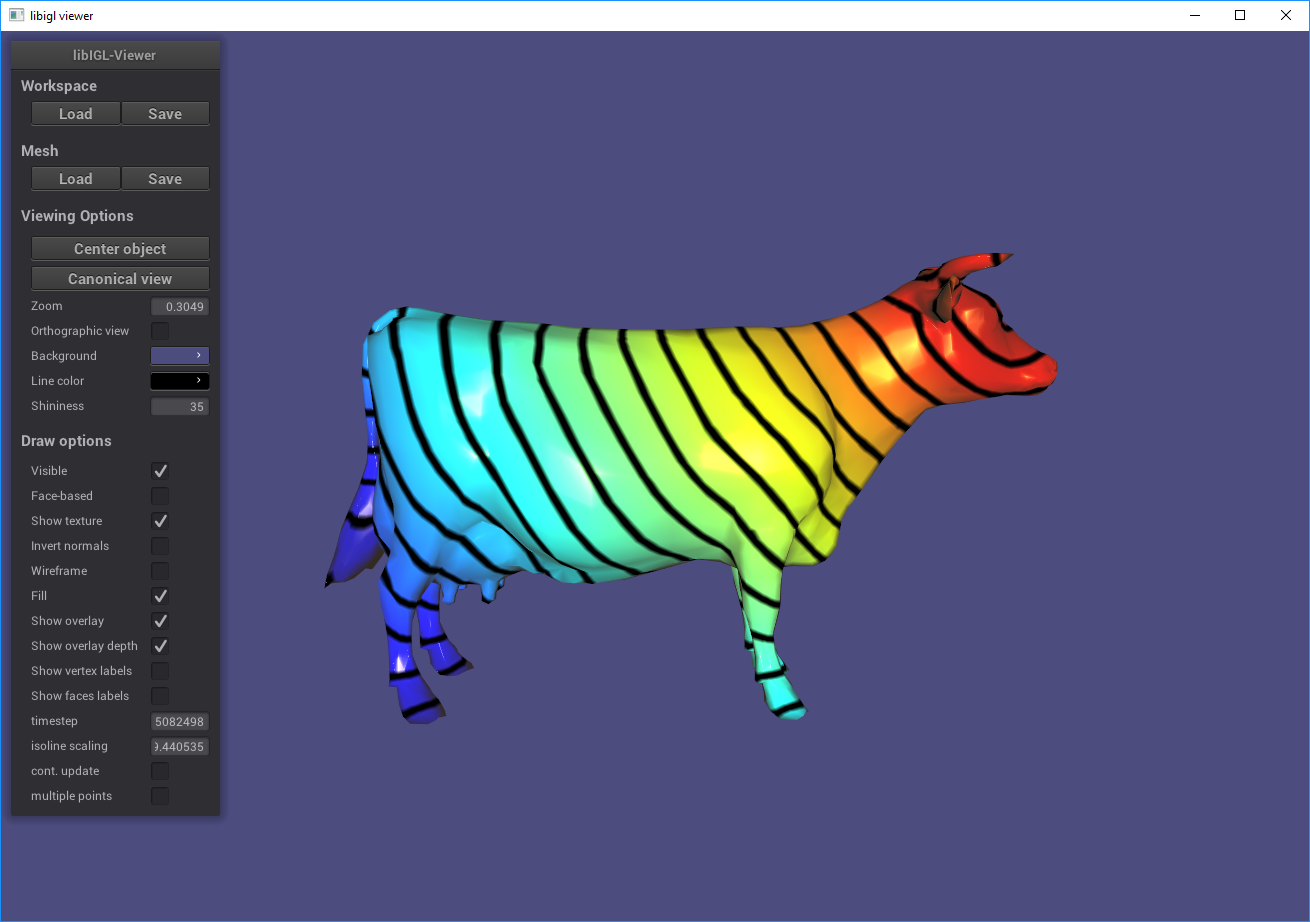 libigl viewer
libIGL-Viewer
Workspace
Load Save
Mesh
Load Save
Viewing Options
Center object
Canonical view
Zoom 0.3049
Orthographic view
Background
Line color
Shininess 35
Draw options
Visible
Face-based
Show texture
Invert normals
Wireframe
Fill
Show overlay
Show overlay depth
Show vertex labels
Show faces labels
timestep 5082498
isoline scaling 9.440535
cont. update
multiple points